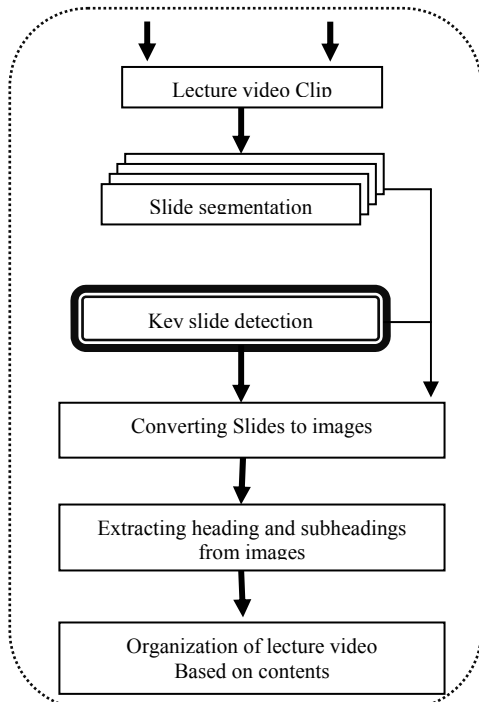 Lecture video Clip
Slide segmentation
Key slide detection
Converting Slides to images
Extracting heading and subheadings
from images
Organization of lecture video
Based on contents